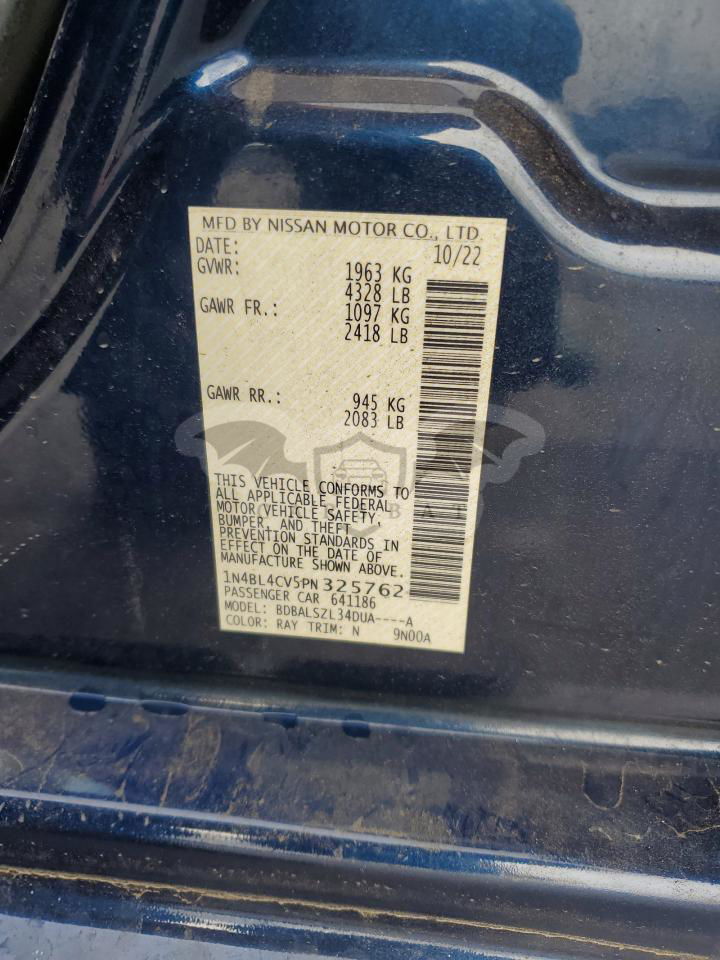 MFD BY NISSAN MOTOR CO., LTD.
DATE: 10/22
GVWR: 1963 KG
4328 LB
GAWR FR.: 1097 KG
2418 LB
GAWR RR.: 945 KG
2083 LB
THIS VEHICLE CONFORMS TO
ALL APPLICABLE FEDERAL
MOTOR VEHICLE SAFETY,
BUMPER, AND THEFT
PREVENTION STANDARDS IN
EFFECT ON THE DATE OF
MANUFACTURE SHOWN ABOVE.
1N4BL4CV5PN325762
PASSENGER CAR 641186
MODEL: BDBALSZL34DUA----A
COLOR: RAY TRIM: N 9N00A